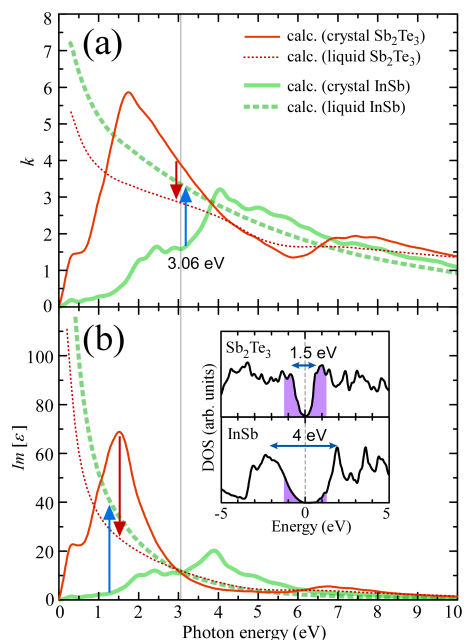 8
7
6
5
4
3
2
1
0
k
(a)
calc. (crystal Sb₂Te₃)
calc. (liquid Sb₂Te₃)
calc. (crystal InSb)
calc. (liquid InSb)
3.06 eV
100
80
60
40
20
0
Im [ε]
(b)
DOS (arb. units)
Sb₂Te₃
1.5 eV
InSb
4 eV
-5 0 5
Energy (eV)
0 1 2 3 4 5 6 7 8 9 10
Photon energy (eV)